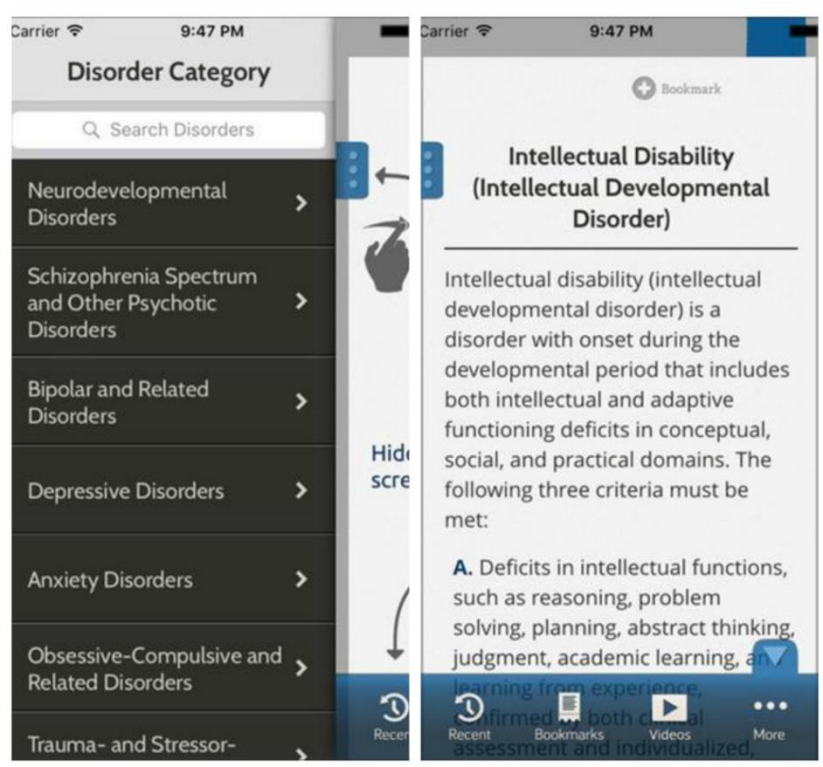 Carrier 9:47 PM
Disorder Category
Search Disorders
Neurodevelopmental
Disorders
Schizophrenia Spectrum
and Other Psychotic
Disorders
Bipolar and Related
Disorders
Depressive Disorders
Anxiety Disorders
Obsessive-Compulsive and
Related Disorders
Trauma- and Stressor-
Carrier 9:47 PM
Bookmark
Intellectual Disability
(Intellectual Developmental
Disorder)
Intellectual disability (intellectual
developmental disorder) is a
disorder with onset during the
developmental period that includes
both intellectual and adaptive
functioning deficits in conceptual,
social, and practical domains. The
following three criteria must be
met:
A. Deficits in intellectual functions,
such as reasoning, problem
solving, planning, abstract thinking,
judgment, academic learning, and
learning from experience,
confirmed by both clinical
assessment and individualized,
Recent Bookmarks Videos More